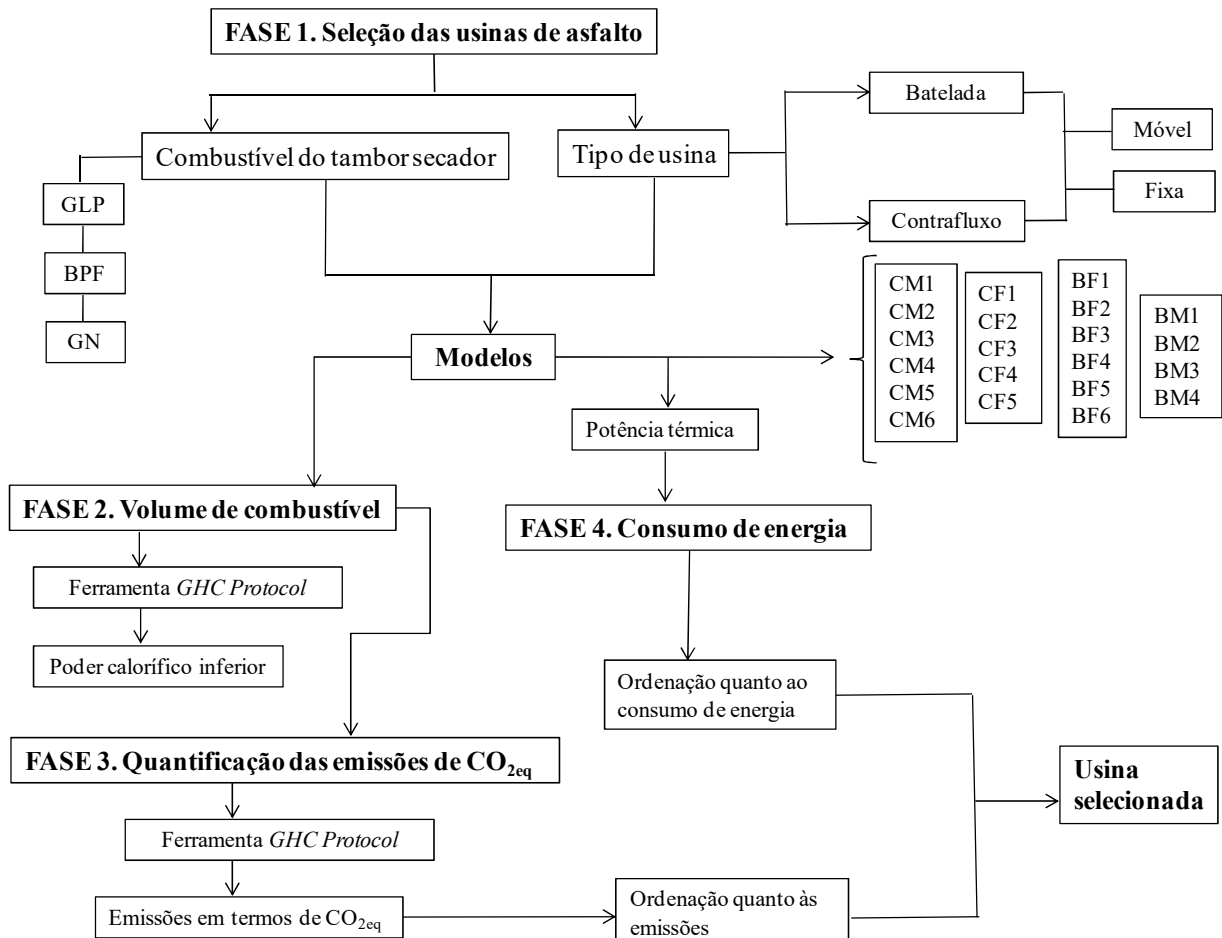 FASE 1. Seleção das usinas de asfalto
Combustível do tambor secador
Tipo de usina
Batelada
Contrafluxo
Móvel
Fixa
GLP
BPF
GN
Modelos
CM1
CM2
CM3
CM4
CM5
CM6
CF1
CF2
CF3
CF4
CF5
BF1
BF2
BF3
BF4
BF5
BF6
BM1
BM2
BM3
BM4
Potência térmica
FASE 2. Volume de combustível
Ferramenta GHC Protocol
Poder calorífico inferior
FASE 4. Consumo de energia
Ordenação quanto ao
consumo de energia
FASE 3. Quantificação das emissões de CO2eq
Ferramenta GHC Protocol
Emissões em termos de CO2eq
Ordenação quanto às
emissões
Usina
selecionada